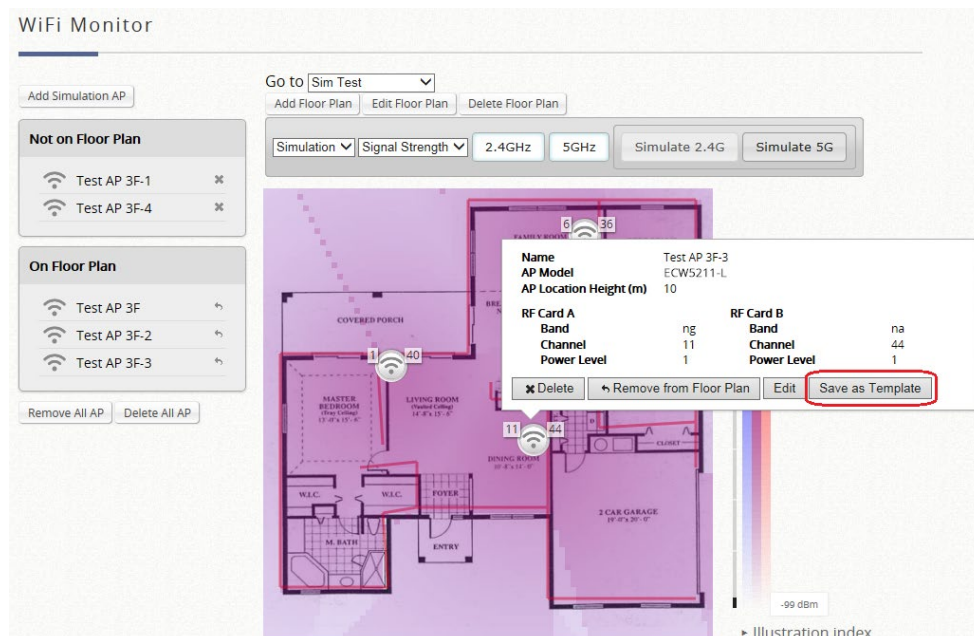 WiFi Monitor
Add Simulation AP
Go to Sim Test
Add Floor Plan Edit Floor Plan Delete Floor Plan
Not on Floor Plan
Test AP 3F-1
Test AP 3F-4
Simulation Signal Strength 2.4GHz 5GHz Simulate 2.4G Simulate 5G
On Floor Plan
Test AP 3F
Test AP 3F-2
Test AP 3F-3
Remove All AP Delete All AP
6 36
FAMILY ROOM
Name Test AP 3F-3
AP Model ECW5211-L
AP Location Height (m) 10
RF Card A RF Card B
Band ng Band na
Channel 11 Channel 44
Power Level 1 Power Level 1
Delete Remove from Floor Plan Edit Save as Template
COVERED PORCH
1 40
MASTER BEDROOM
(Tray Ceiling)
LIVING ROOM
(Vaulted Ceiling)
11 44
CLOSET
DINING ROOM
W.I.C. W.I.C. FOYER
2 CAR GARAGE
M. BATH
ENTRY
-99 dBm
Illustration index